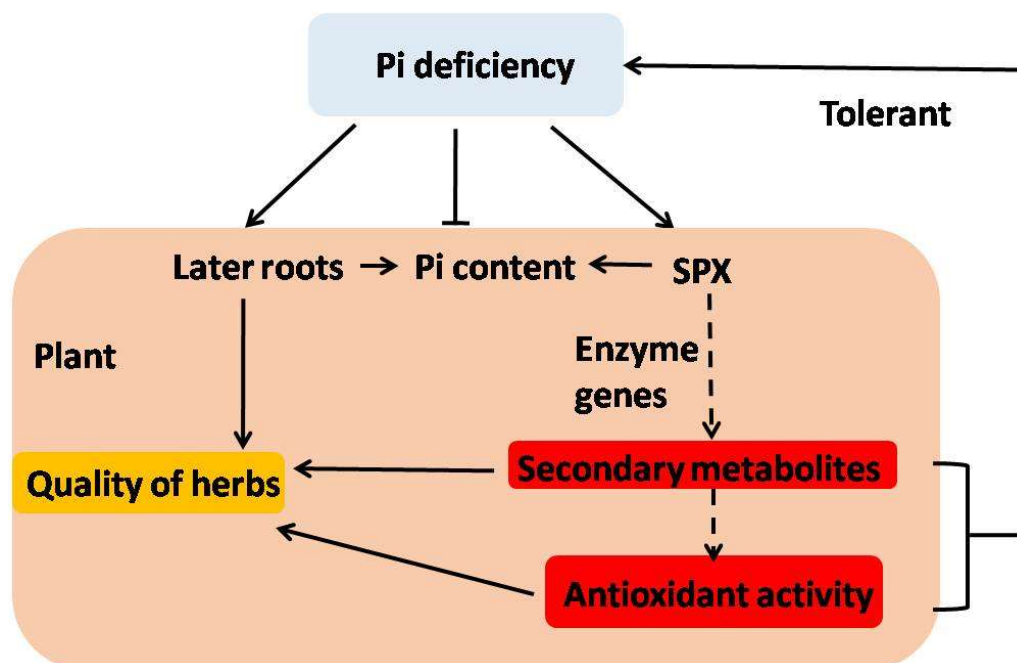 Pi deficiency
Tolerant
Later roots
Pi content
SPX
Plant
Enzyme
genes
Quality of herbs
Secondary metabolites
Antioxidant activity